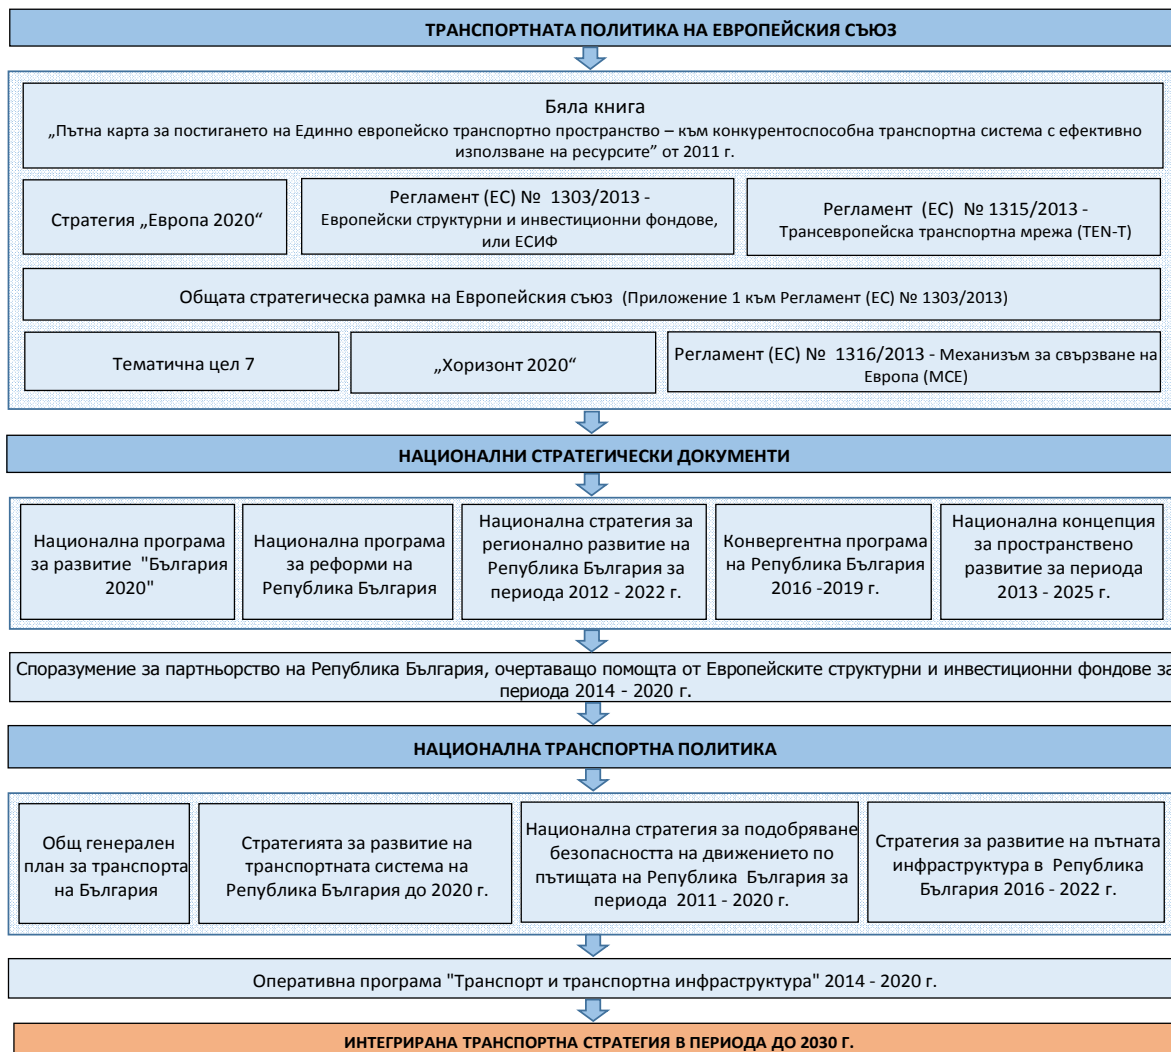 ТРАНСПОРТНАТА ПОЛИТИКА НА ЕВРОПЕЙСКИЯ СЪЮЗ
Бяла книга
„Пътна карта за постигането на Единно европейско транспортно пространство – към конкурентоспособна транспортна система с ефективно
използване на ресурсите” от 2011 г.
Стратегия „Европа 2020“
Регламент (ЕС) № 1303/2013 -
Европейски структурни и инвестиционни фондове,
или ЕСИФ
Регламент (ЕС) № 1315/2013 -
Трансевропейска транспортна мрежа (TEN-T)
Общата стратегическа рамка на Европейския съюз (Приложение 1 към Регламент (ЕС) № 1303/2013)
Тематична цел 7
„Хоризонт 2020“
Регламент (ЕС) № 1316/2013 - Механизъм за свързване на
Европа (МСЕ)
НАЦИОНАЛНИ СТРАТЕГИЧЕСКИ ДОКУМЕНТИ
Национална програма
за развитие "България
2020"
Национална програма
за реформи на
Република България
Национална стратегия за
регионално развитие на
Република България за
периода 2012 - 2022 г.
Конвергентна програма
на Република България
2016 -2019 г.
Национална концепция
за пространствено
развитие за периода
2013 - 2025 г.
Споразумение за партньорство на Република България, очертаващо помощта от Европейските структурни и инвестиционни фондове за
периода 2014 - 2020 г.
НАЦИОНАЛНА ТРАНСПОРТНА ПОЛИТИКА
Общ генерален
план за транспорта
на България
Стратегията за развитие на
транспортната система на
Република България до 2020 г.
Национална стратегия за подобряване
безопасността на движението по
пътищата на Република България за
периода 2011 - 2020 г.
Стратегия за развитие на пътната
инфраструктура в Република
България 2016 - 2022 г.
Оперативна програма "Транспорт и транспортна инфраструктура" 2014 - 2020 г.
ИНТЕГРИРАНА ТРАНСПОРТНА СТРАТЕГИЯ В ПЕРИОДА ДО 2030 Г.